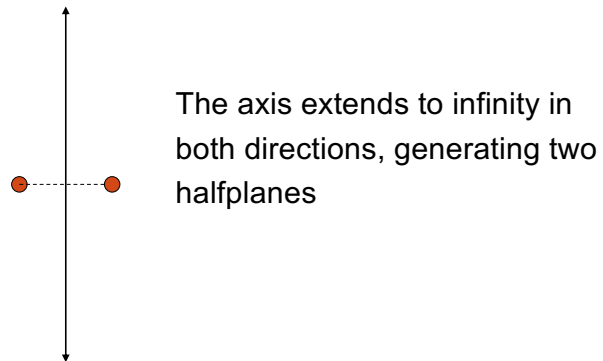 The axis extends to infinity in
both directions, generating two
halfplanes